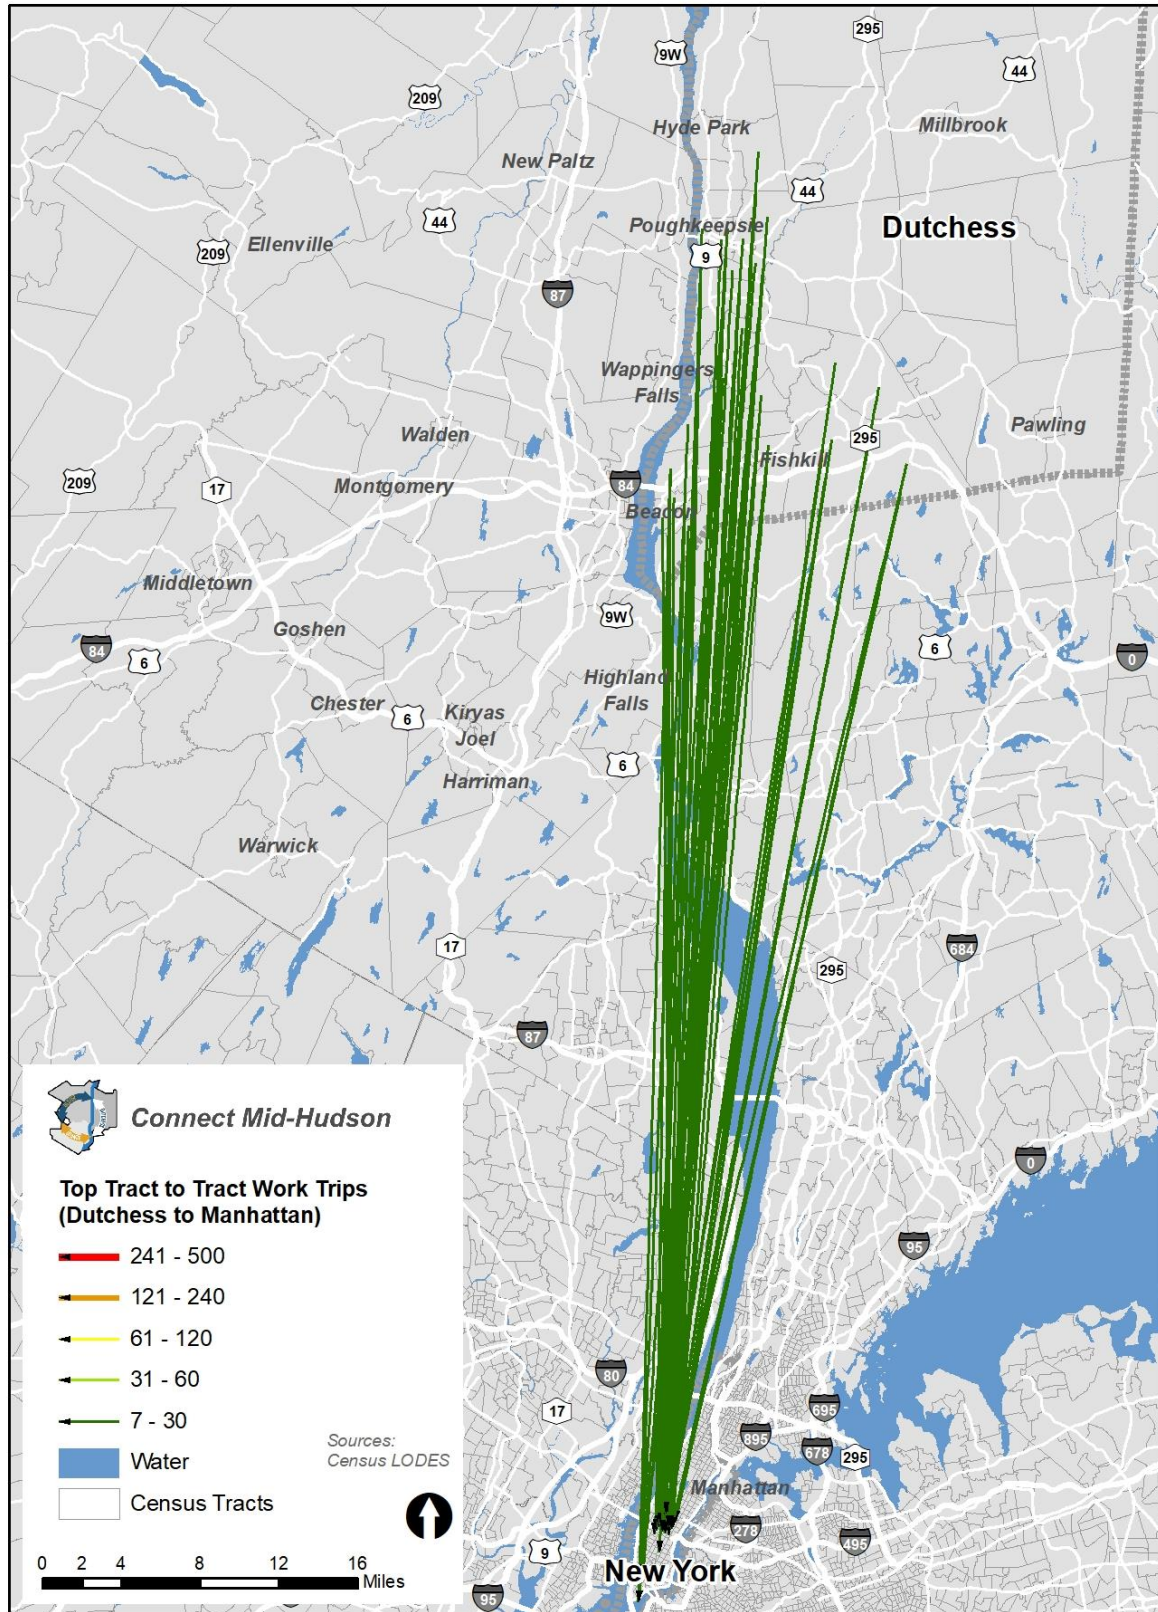 295
9W
44
209
Hyde Park
Millbrook
New Paltz
44
44
Poughkeepsie
Dutchess
Ellenville
209
9
87
Wappingers
Falls
Pawling
Walden
295
Fishkill
Montgomery
209
17
84
Beacon
Middletown
9W
Goshen
84
6
6
0
Highland
Falls
Chester
6
Kiryas
Joel
6
Harriman
Warwick
17
684
295
87
Connect Mid-Hudson
0
Top Tract to Tract Work Trips
(Dutchess to Manhattan)
95
241 - 500
121 - 240
61 - 120
80
31 - 60
17
695
7 - 30
895
678
295
Sources:
Census LODES
Water
Manhattan
Census Tracts
278
495
9
New York
0 2 4 8 12 16
Miles
95